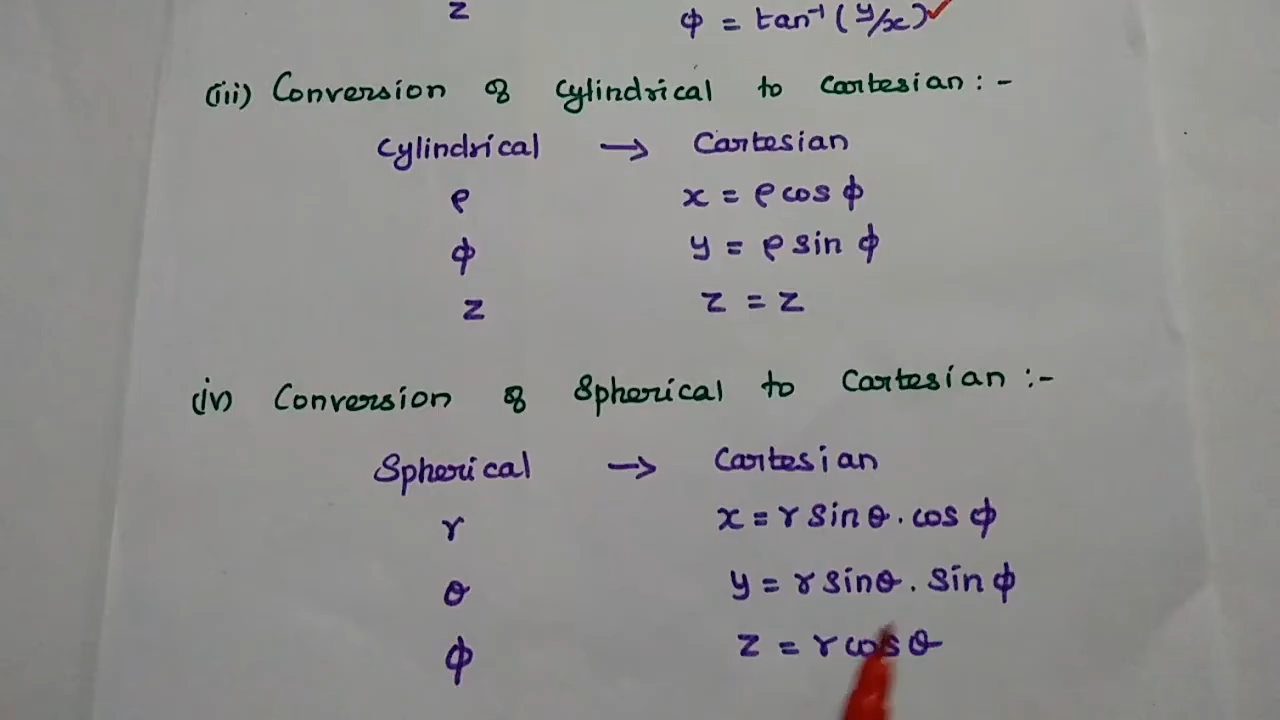 z φ = tan⁻¹ (y/x) ✓
(iii) Conversion of Cylindrical to Cartesian :-
Cylindrical → Cartesian
ρ x = ρ cos φ
φ y = ρ sin φ
z z = z
(iv) Conversion of Spherical to Cartesian :-
Spherical → Cartesian
r x = r sin θ . cos φ
θ y = r sin θ . sin φ
φ z = r cos θ